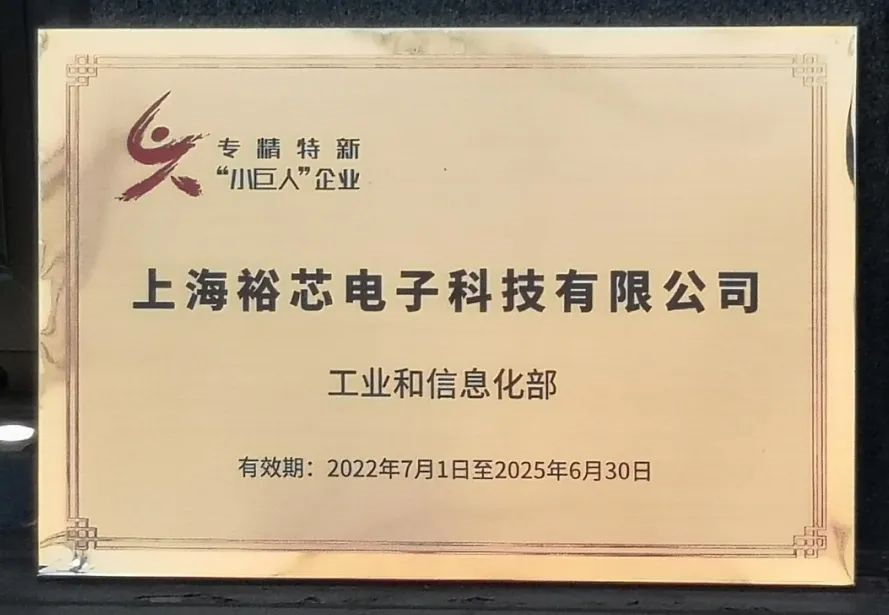 专精特新
“小巨人”企业
上海裕芯电子科技有限公司
工业和信息化部
有效期：2022年7月1日至2025年6月30日